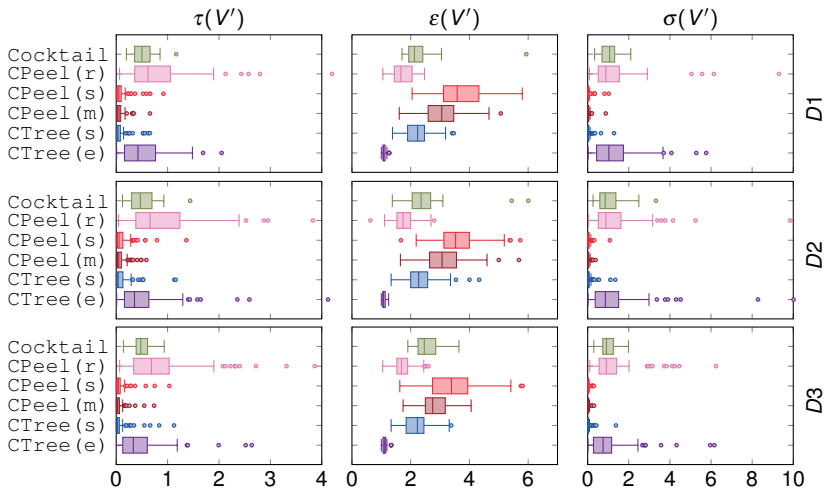 τ(V′) ε(V′) σ(V′)
Cocktail
CPeel(r)
CPeel(s)
CPeel(m)
CTree(s)
CTree(e)
D1
Cocktail
CPeel(r)
CPeel(s)
CPeel(m)
CTree(s)
CTree(e)
D2
Cocktail
CPeel(r)
CPeel(s)
CPeel(m)
CTree(s)
CTree(e)
D3
0 1 2 3 4 0 2 4 6 0 2 4 6 8 10